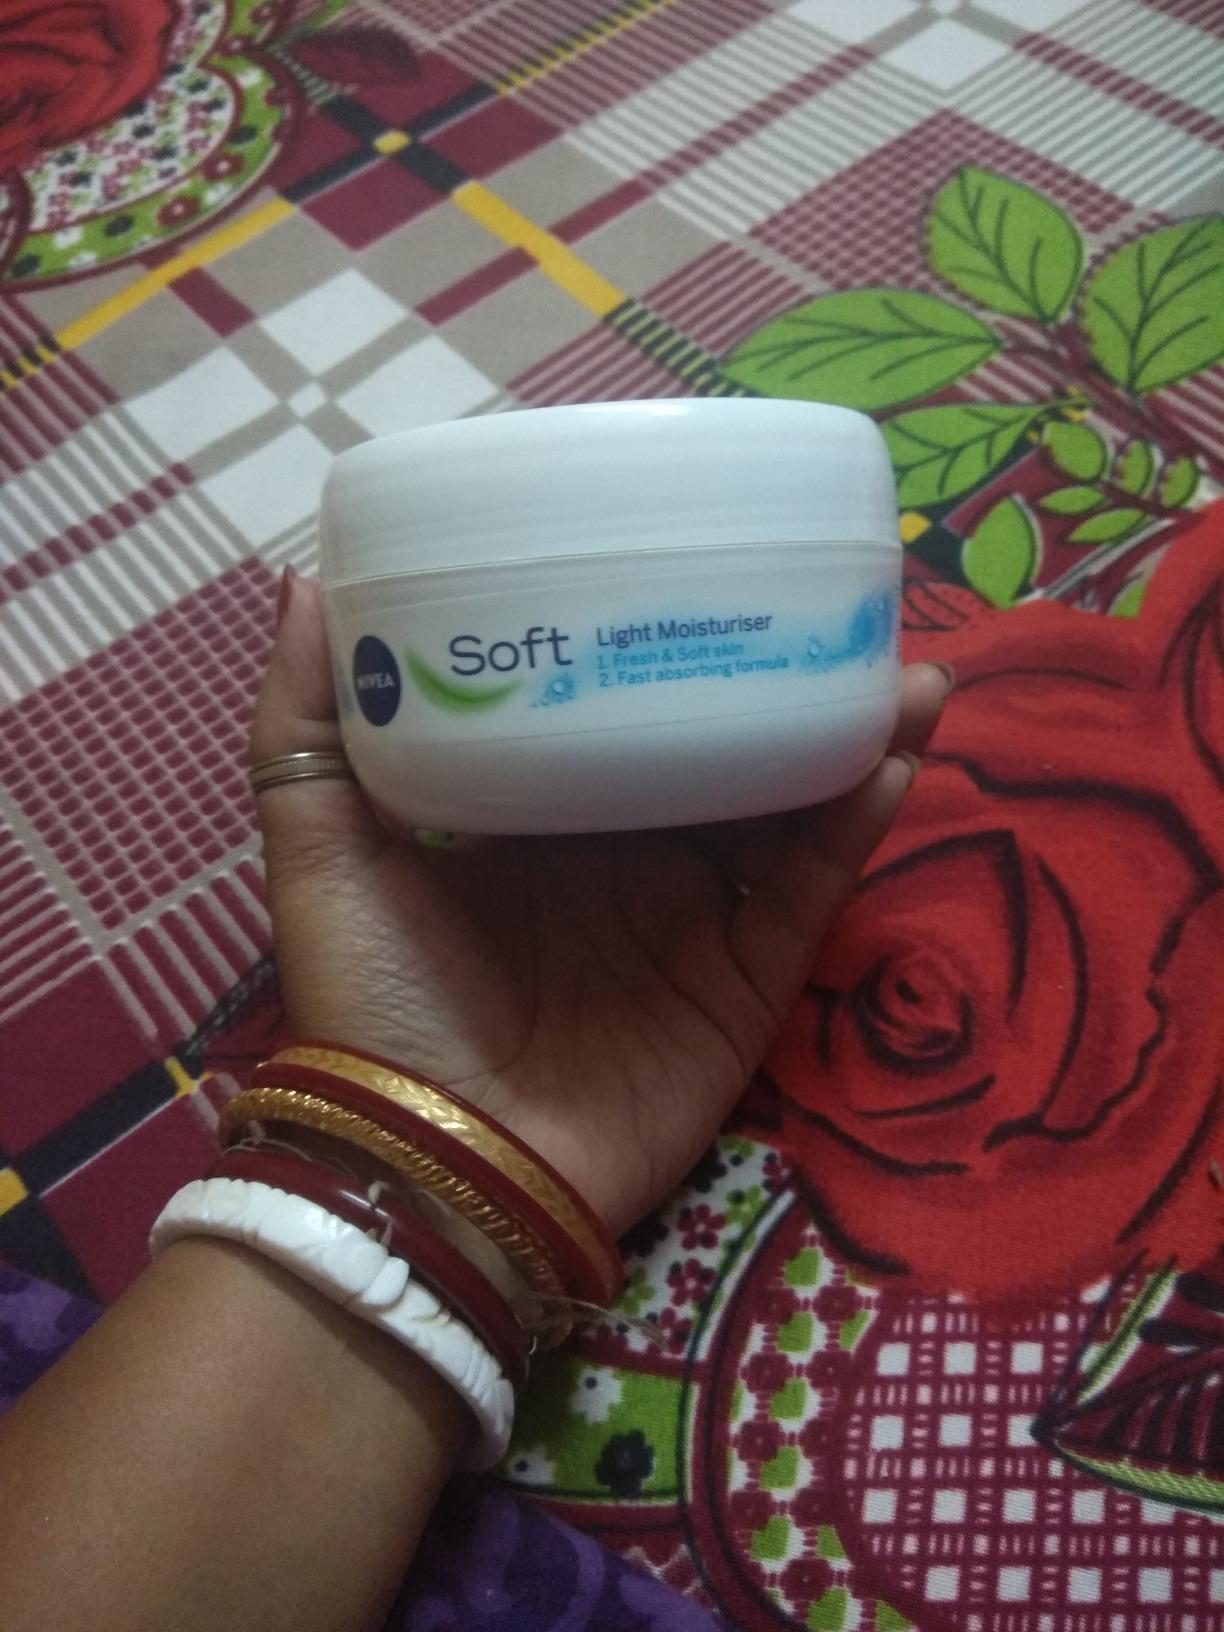 NIVEA
Soft
Light Moisturiser
1. Fresh & Soft skin
2. Fast absorbing formula